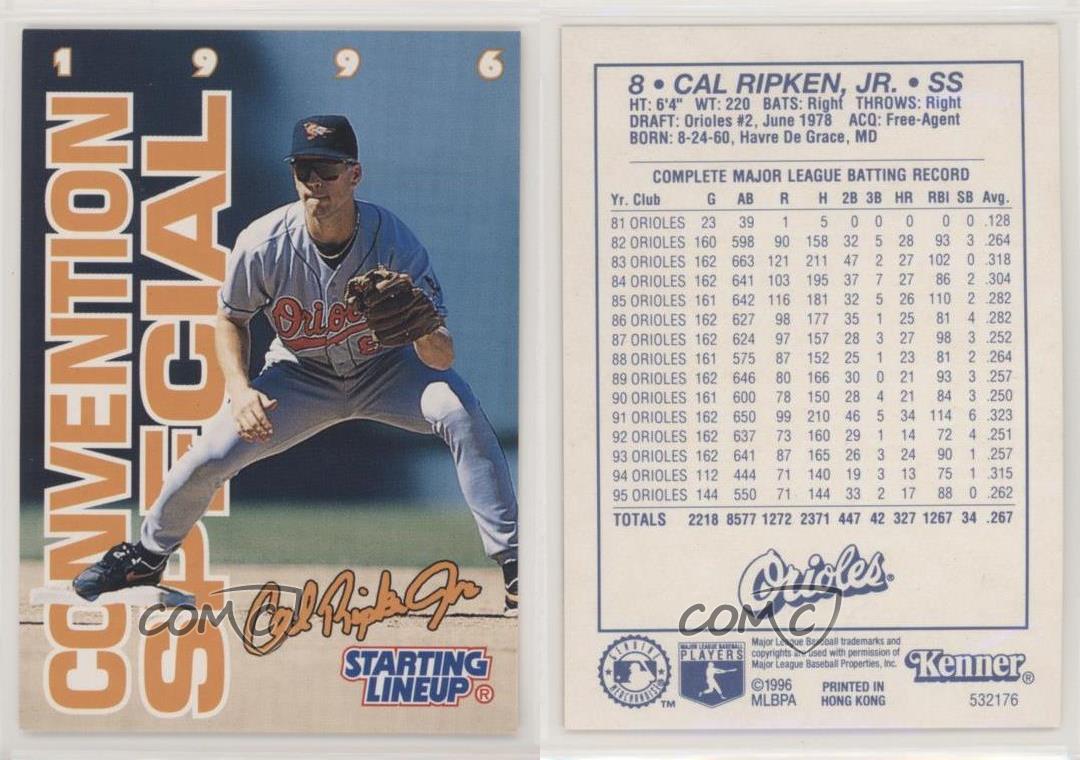 1 9 9 6
CONVENTION
SPECIAL
Orioles
8
Cal Ripken Jr.
STARTING
LINEUP®
COMC
8 • CAL RIPKEN, JR. • SS
HT: 6'4" WT: 220 BATS: Right THROWS: Right
DRAFT: Orioles #2, June 1978 ACQ: Free-Agent
BORN: 8-24-60, Havre De Grace, MD
COMPLETE MAJOR LEAGUE BATTING RECORD
Yr. Club G AB R H 2B 3B HR RBI SB Avg.
81 ORIOLES 23 39 1 5 0 0 0 0 0 .128
82 ORIOLES 160 598 90 158 32 5 28 93 3 .264
83 ORIOLES 162 663 121 211 47 2 27 102 0 .318
84 ORIOLES 162 641 103 195 37 7 27 86 2 .304
85 ORIOLES 161 642 116 181 32 5 26 110 2 .282
86 ORIOLES 162 627 98 177 35 1 25 81 4 .282
87 ORIOLES 162 624 97 157 28 3 27 98 3 .252
88 ORIOLES 161 575 87 152 25 1 23 81 2 .264
89 ORIOLES 162 646 80 166 30 0 21 93 3 .257
90 ORIOLES 161 600 78 150 28 4 21 84 3 .250
91 ORIOLES 162 650 99 210 46 5 34 114 6 .323
92 ORIOLES 162 637 73 160 29 1 14 72 4 .251
93 ORIOLES 162 641 87 165 26 3 24 90 1 .257
94 ORIOLES 112 444 71 140 19 3 13 75 1 .315
95 ORIOLES 144 550 71 144 33 2 17 88 0 .262
TOTALS 2218 8577 1272 2371 447 42 327 1267 34 .267
Orioles®
COMC
GENUINE
MERCHANDISE
TM
MAJOR LEAGUE BASEBALL
PLAYERS
Major League Baseball trademarks and
copyrights are used with permission of
Major League Baseball Properties, Inc.
©1996
MLBPA
PRINTED IN
HONG KONG
Kenner®
532176